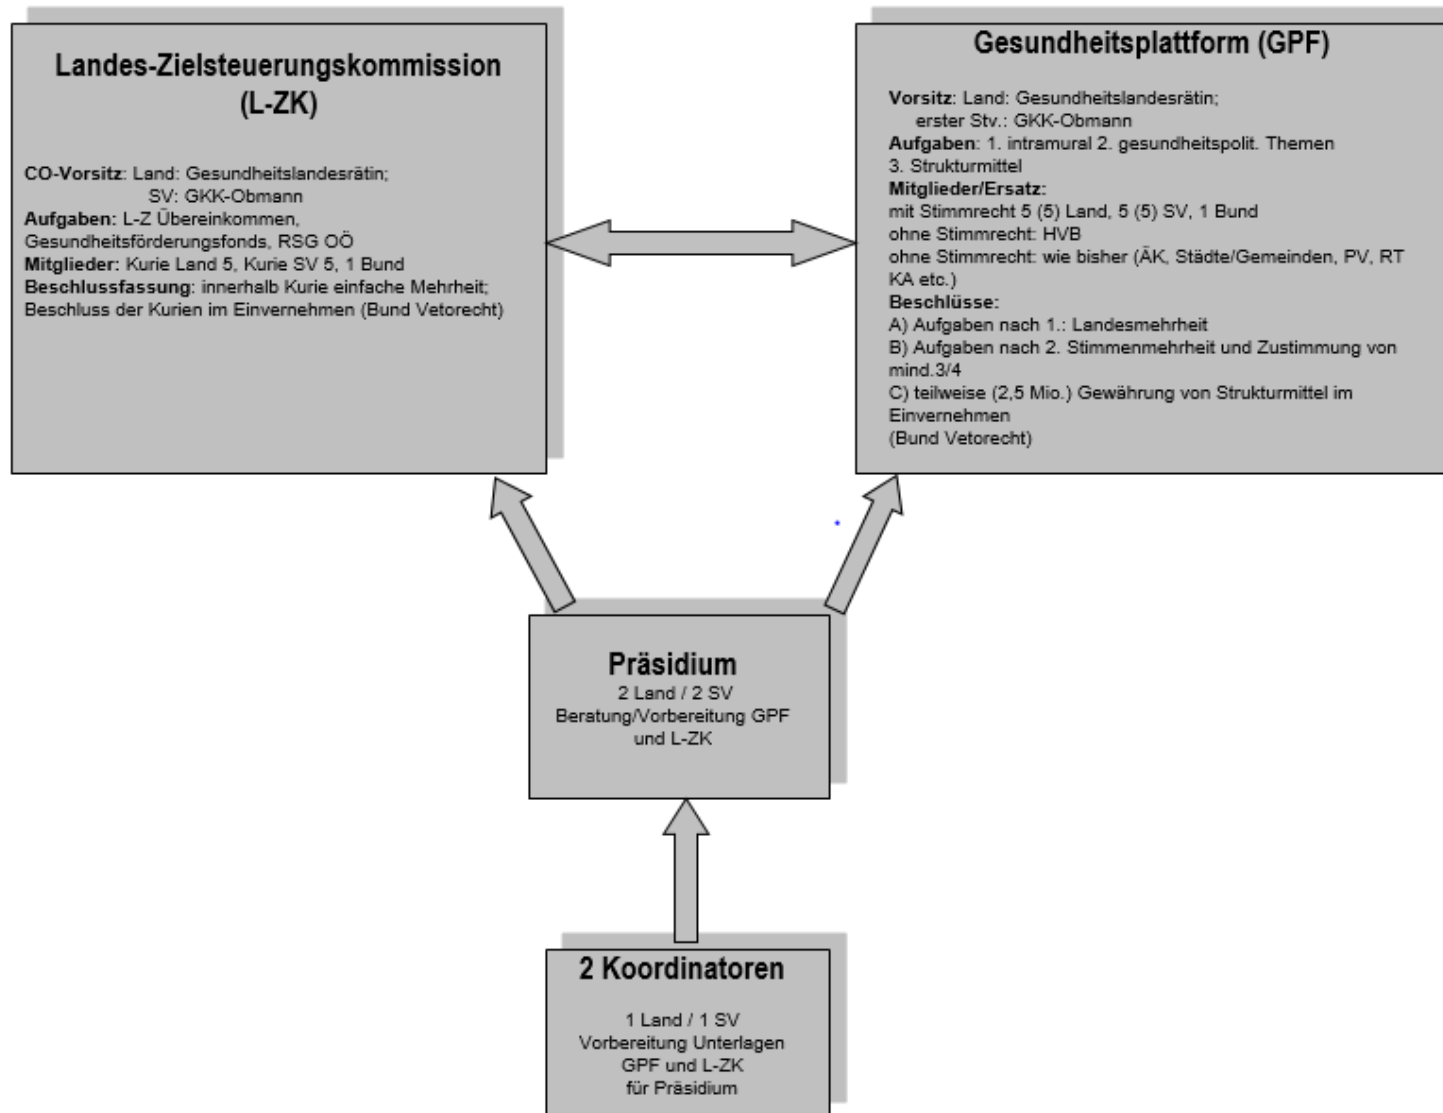 Landes-Zielsteuerungskommission
(L-ZK)
CO-Vorsitz: Land: Gesundheitslandesrätin;
SV: GKK-Obmann
Aufgaben: L-Z Übereinkommen,
Gesundheitsförderungsfonds, RSG OÖ
Mitglieder: Kurie Land 5, Kurie SV 5, 1 Bund
Beschlussfassung: innerhalb Kurie einfache Mehrheit;
Beschluss der Kurien im Einvernehmen (Bund Vetorecht)
Gesundheitsplattform (GPF)
Vorsitz: Land: Gesundheitslandesrätin;
erster Stv.: GKK-Obmann
Aufgaben: 1. intramural 2. gesundheitspolit. Themen
3. Strukturmittel
Mitglieder/Ersatz:
mit Stimmrecht 5 (5) Land, 5 (5) SV, 1 Bund
ohne Stimmrecht: HVB
ohne Stimmrecht: wie bisher (ÄK, Städte/Gemeinden, PV, RT
KA etc.)
Beschlüsse:
A) Aufgaben nach 1.: Landesmehrheit
B) Aufgaben nach 2. Stimmenmehrheit und Zustimmung von
mind.3/4
C) teilweise (2,5 Mio.) Gewährung von Strukturmittel im
Einvernehmen
(Bund Vetorecht)
Präsidium
2 Land / 2 SV
Beratung/Vorbereitung GPF
und L-ZK
2 Koordinatoren
1 Land / 1 SV
Vorbereitung Unterlagen
GPF und L-ZK
für Präsidium